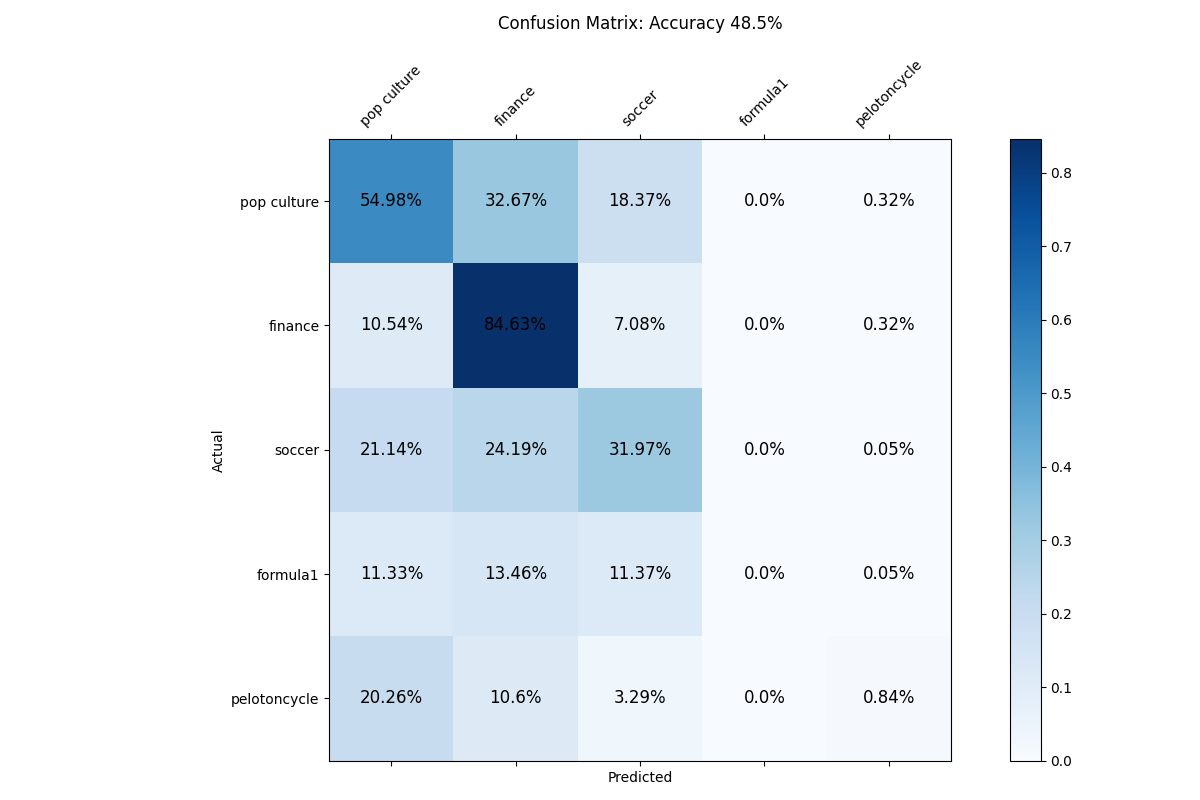 Confusion Matrix: Accuracy 48.5%
pop culture finance soccer formula1 pelotoncycle
pop culture 54.98% 32.67% 18.37% 0.0% 0.32%
finance 10.54% 84.63% 7.08% 0.0% 0.32%
soccer 21.14% 24.19% 31.97% 0.0% 0.05%
formula1 11.33% 13.46% 11.37% 0.0% 0.05%
pelotoncycle 20.26% 10.6% 3.29% 0.0% 0.84%
Actual
Predicted
0.8
0.7
0.6
0.5
0.4
0.3
0.2
0.1
0.0